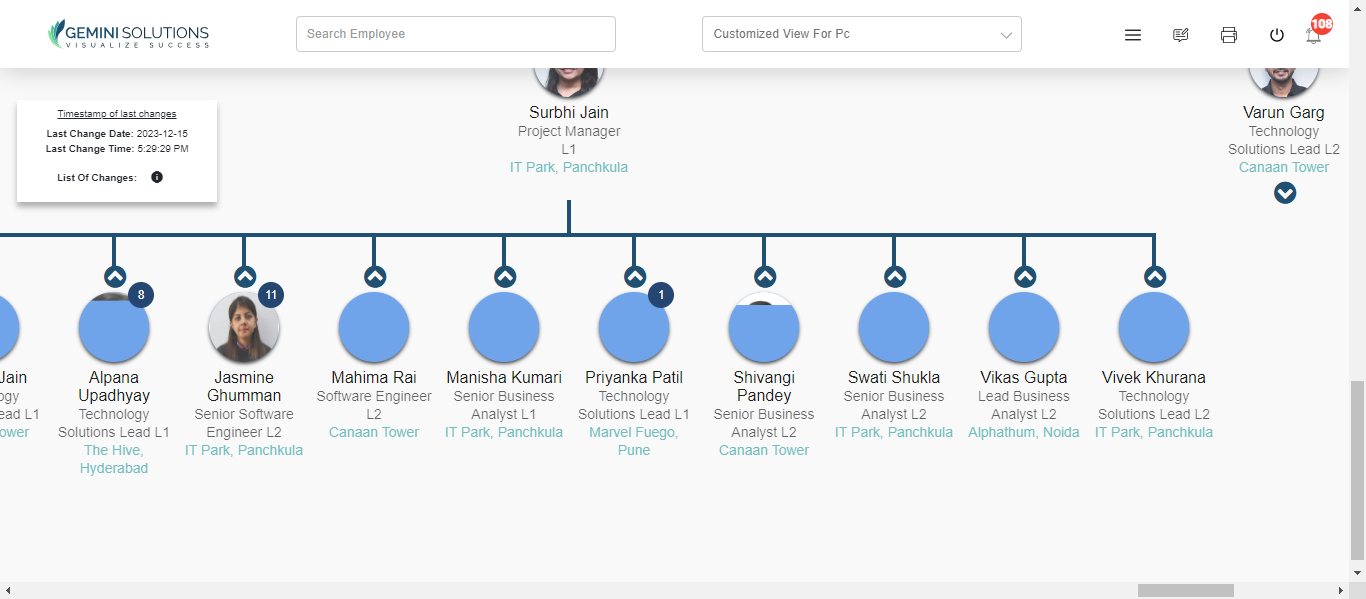 GEMINI SOLUTIONS
VISUALIZE SUCCESS
Search Employee
Customized View For Pc
108
Timestamp of last changes
Last Change Date: 2023-12-15
Last Change Time: 5:29:29 PM
List Of Changes:
Surbhi Jain
Project Manager
L1
IT Park, Panchkula
Varun Garg
Technology
Solutions Lead L2
Canaan Tower
Jain
ogy
ead L1
ower
8
Alpana
Upadhyay
Technology
Solutions Lead L1
The Hive,
Hyderabad
11
Jasmine
Ghumman
Senior Software
Engineer L2
IT Park, Panchkula
Mahima Rai
Software Engineer
L2
Canaan Tower
Manisha Kumari
Senior Business
Analyst L1
IT Park, Panchkula
1
Priyanka Patil
Technology
Solutions Lead L1
Marvel Fuego,
Pune
Shivangi
Pandey
Senior Business
Analyst L2
Canaan Tower
Swati Shukla
Senior Business
Analyst L2
IT Park, Panchkula
Vikas Gupta
Lead Business
Analyst L2
Alphathum, Noida
Vivek Khurana
Technology
Solutions Lead L2
IT Park, Panchkula